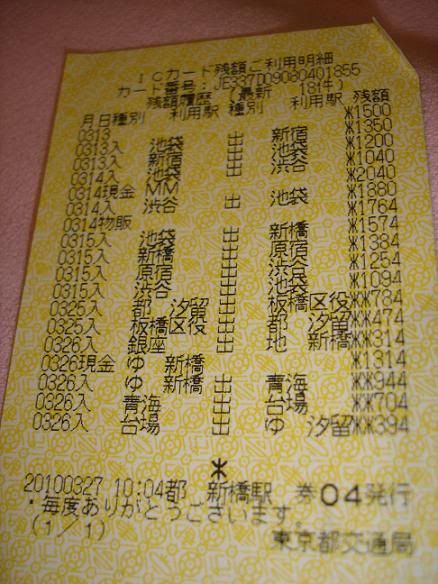 ICカード残額ご利用明細
カード番号:JE337D09080401855
残額履歴 (最新 18件)
月日種別 利用駅 種別 利用駅 残額
0313 ¥1500
0313入 池袋 出 新宿 ¥1350
0313入 新宿 出 池袋 ¥1200
0314入 池袋 出 渋谷 ¥1040
0314現金 MM ¥2040
0314入 渋谷 出 池袋 ¥1880
0314物販 ¥1764
0315入 池袋 出 新橋 ¥1574
0315入 新橋 出 原宿 ¥1384
0315入 原宿 出 渋谷 ¥1254
0315入 渋谷 出 池袋 ¥1094
0325入 都 汐留 出 板橋区役 ¥¥784
0325入 板橋区役 出 都 汐留 ¥¥474
0326入 銀座 出 地 新橋 ¥¥314
0326現金 ゆ 新橋 ¥1314
0326入 ゆ 新橋 出 青海 ¥¥944
0326入 青海 出 台場 ¥¥704
0326入 台場 出 ゆ 汐留 ¥¥394
*
20100327 10:04都 新橋駅 券04発行
・毎度ありがとうございます。
(1/1)
東京都交通局